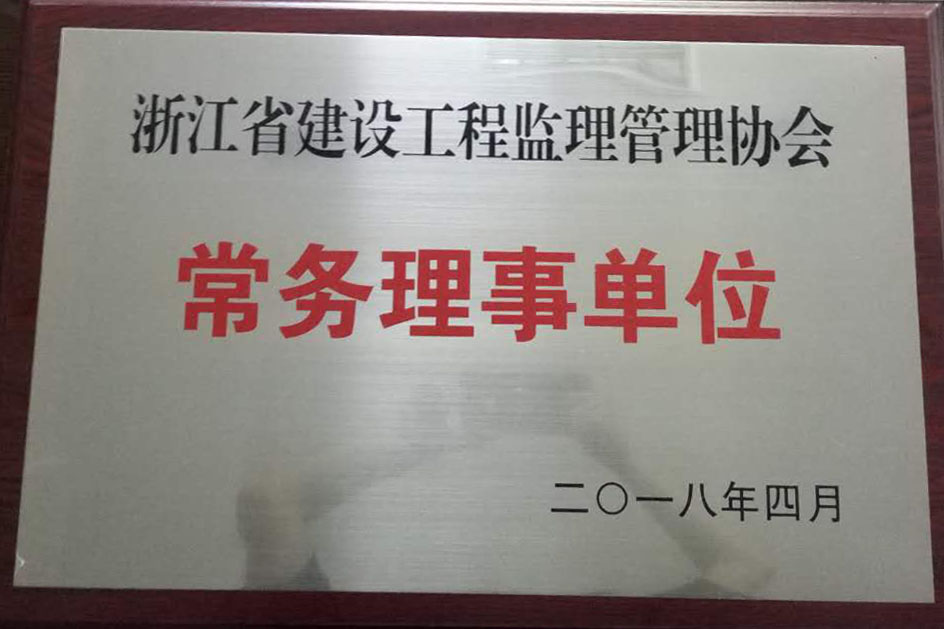 浙江省建设工程监理管理协会
常务理事单位
二〇一八年四月